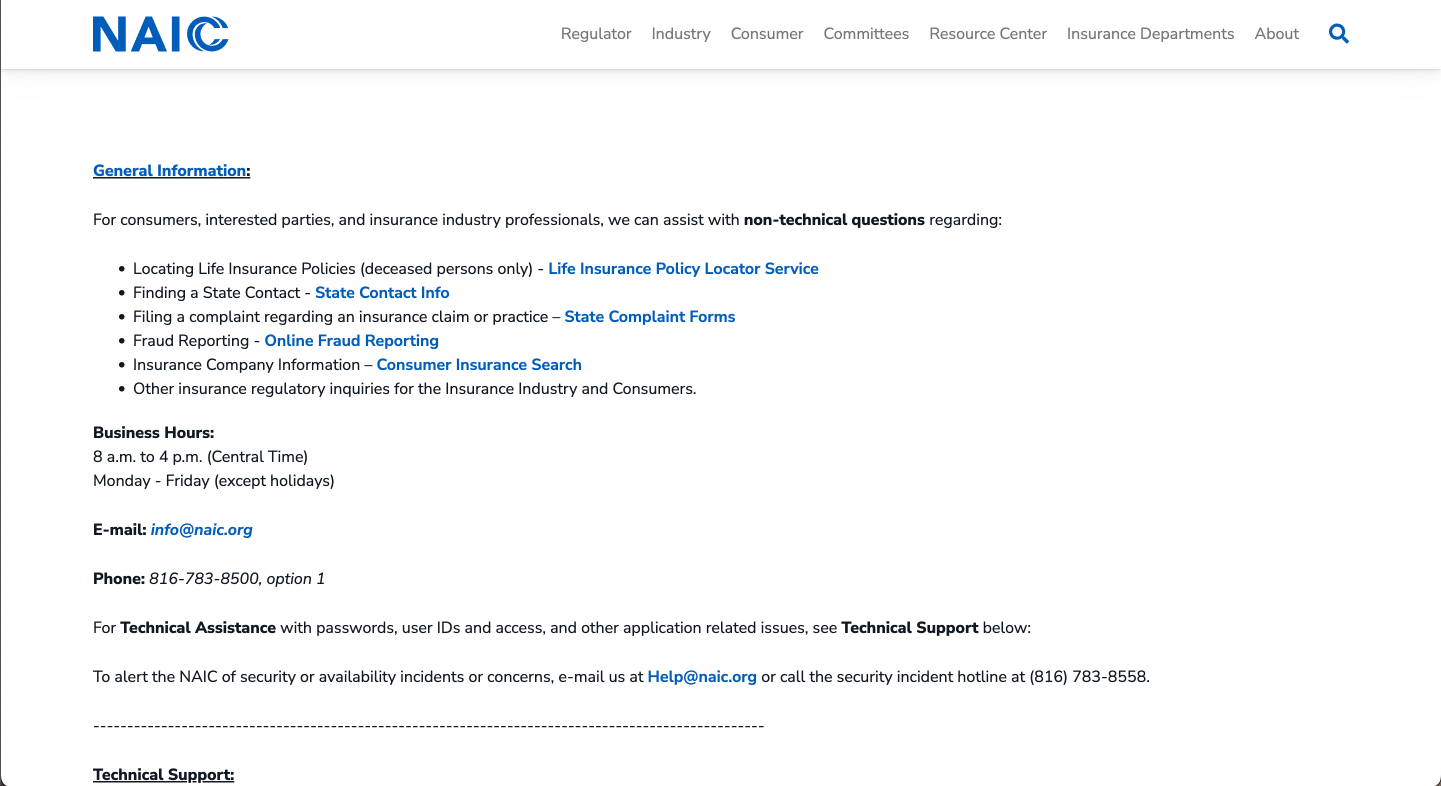 NAIC
Regulator Industry Consumer Committees Resource Center Insurance Departments About
General Information:
For consumers, interested parties, and insurance industry professionals, we can assist with non-technical questions regarding:
• Locating Life Insurance Policies (deceased persons only) - Life Insurance Policy Locator Service
• Finding a State Contact - State Contact Info
• Filing a complaint regarding an insurance claim or practice – State Complaint Forms
• Fraud Reporting - Online Fraud Reporting
• Insurance Company Information – Consumer Insurance Search
• Other insurance regulatory inquiries for the Insurance Industry and Consumers.
Business Hours:
8 a.m. to 4 p.m. (Central Time)
Monday - Friday (except holidays)
E-mail: info@naic.org
Phone: 816-783-8500, option 1
For Technical Assistance with passwords, user IDs and access, and other application related issues, see Technical Support below:
To alert the NAIC of security or availability incidents or concerns, e-mail us at Help@naic.org or call the security incident hotline at (816) 783-8558.
----------------------------------------------------------------------------------------------------
Technical Support: